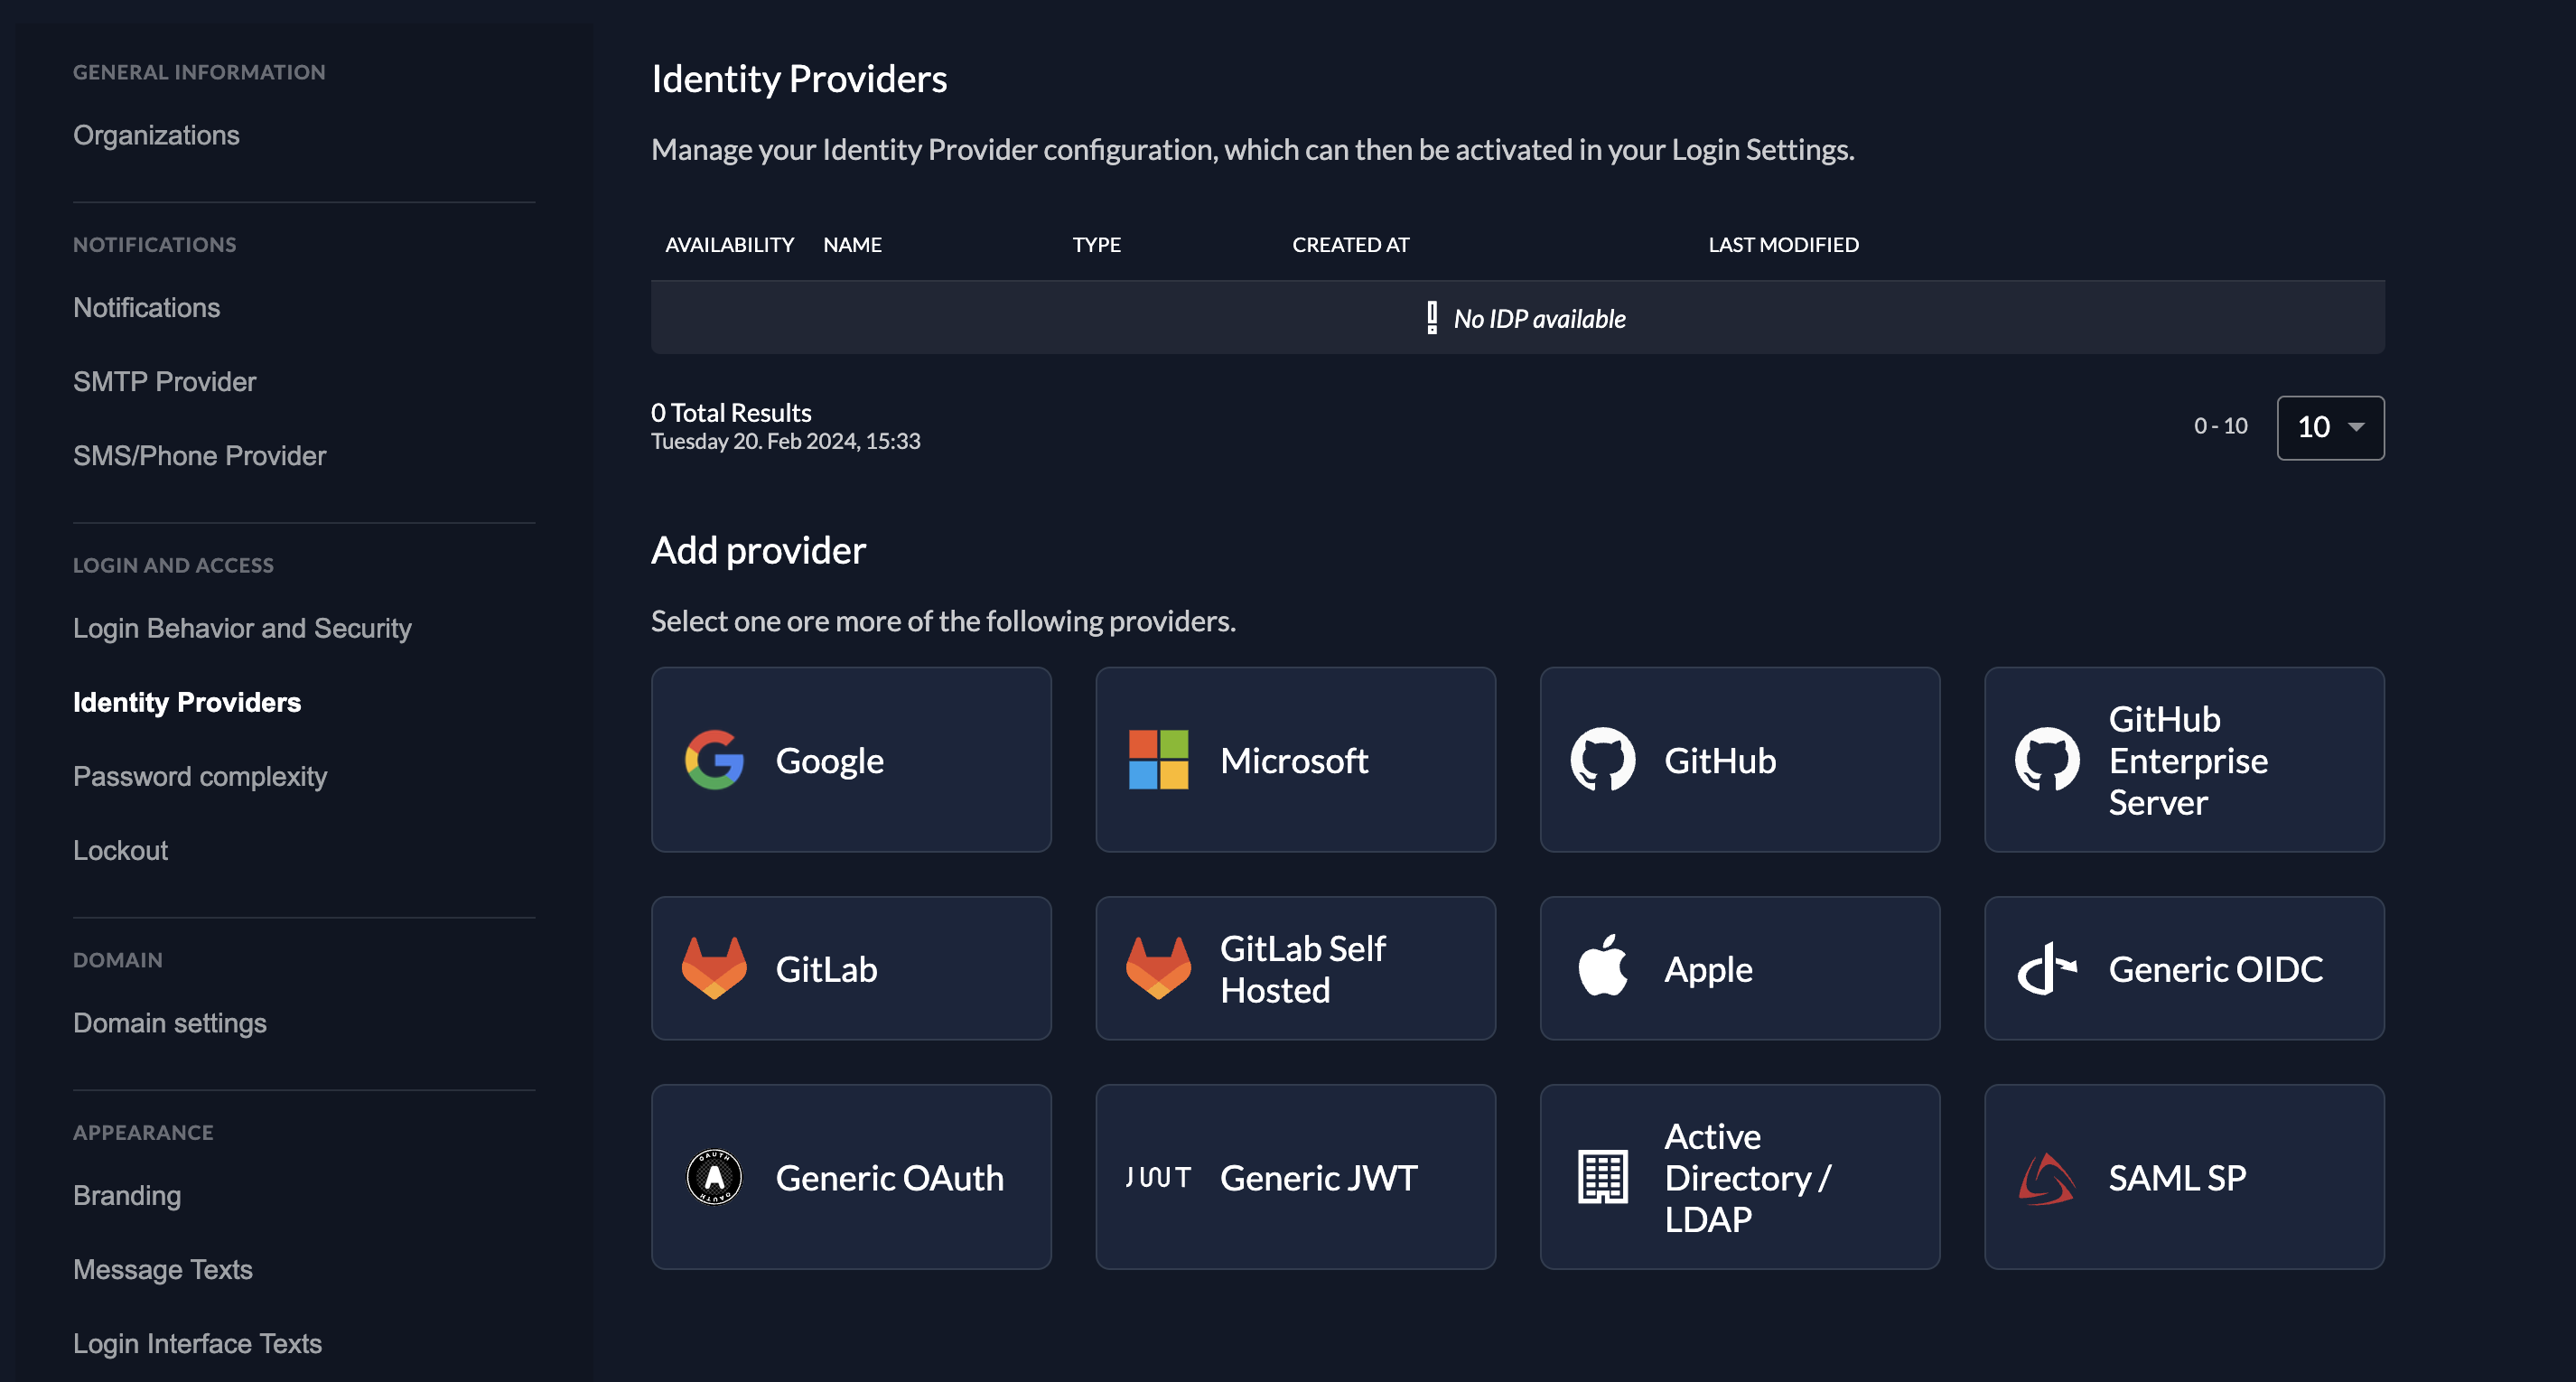 GENERAL INFORMATION
Organizations
NOTIFICATIONS
Notifications
SMTP Provider
SMS/Phone Provider
LOGIN AND ACCESS
Login Behavior and Security
Identity Providers
Password complexity
Lockout
DOMAIN
Domain settings
APPEARANCE
Branding
Message Texts
Login Interface Texts
Identity Providers
Manage your Identity Provider configuration, which can then be activated in your Login Settings.
AVAILABILITY NAME TYPE CREATED AT LAST MODIFIED
No IDP available
0 Total Results
Tuesday 20. Feb 2024, 15:33
0 - 10 10
Add provider
Select one ore more of the following providers.
Google
Microsoft
GitHub
GitHub
Enterprise
Server
GitLab
GitLab Self
Hosted
Apple
Generic OIDC
OAUTH
A
OAUTH
Generic OAuth
JWT
Generic JWT
Active
Directory /
LDAP
SAML SP